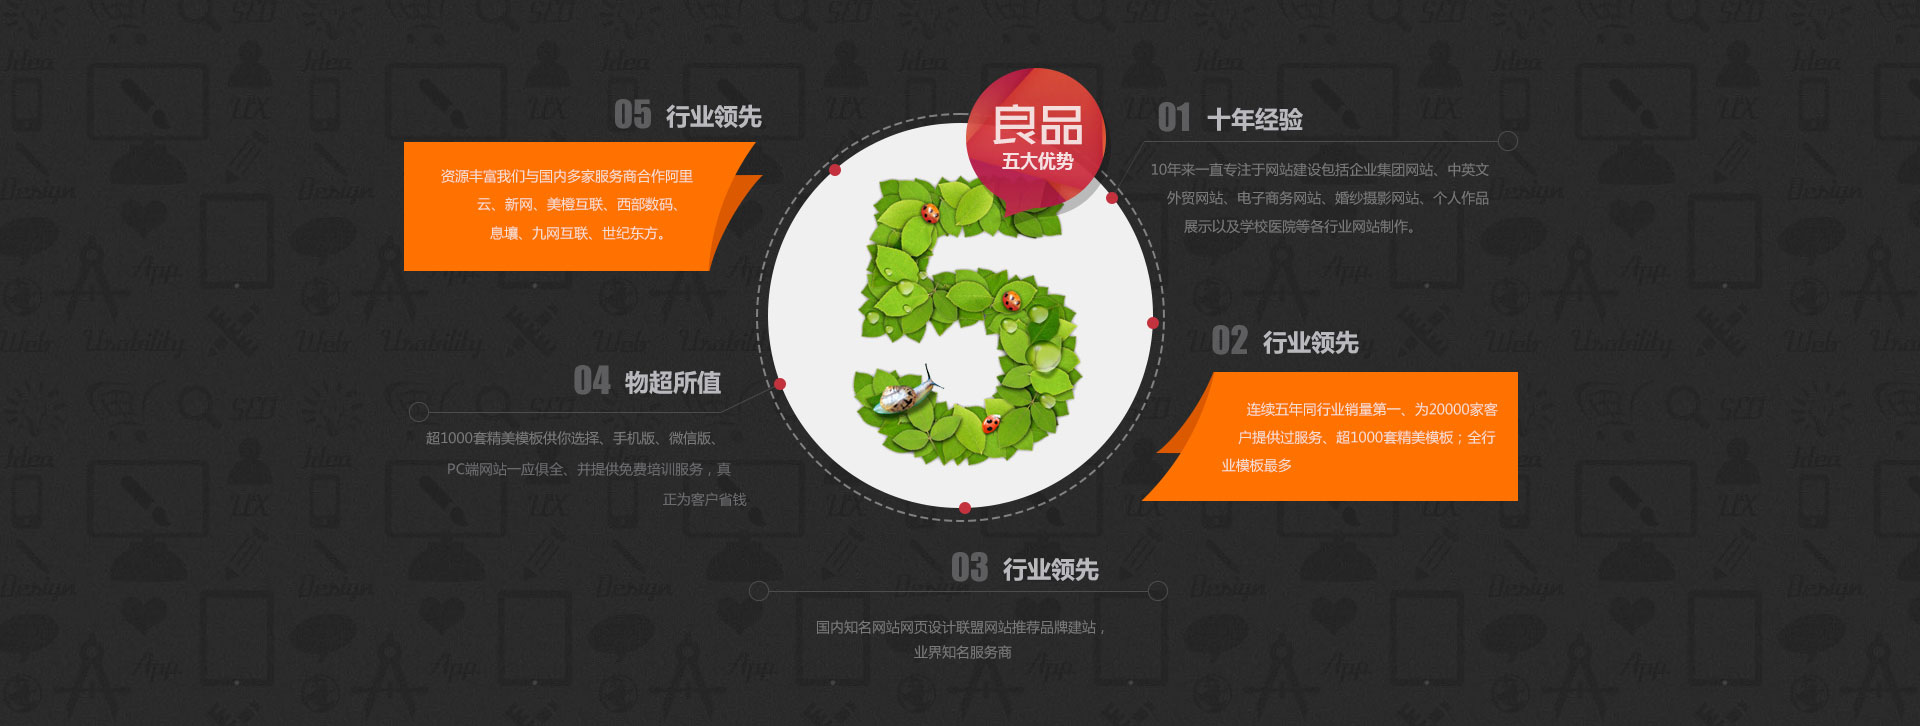 良品
五大优势
5
01 十年经验
10年来一直专注于网站建设包括企业集团网站、中英文
外贸网站、电子商务网站、婚纱摄影网站、个人作品
展示以及学校医院等各行业网站制作。
02 行业领先
连续五年同行业销量第一、为20000家客
户提供过服务、超1000套精美模板；全行
业模板最多
03 行业领先
国内知名网站网页设计联盟网站推荐品牌建站，
业界知名服务商
04 物超所值
超1000套精美模板供你选择、手机版、微信版、
PC端网站一应俱全、并提供免费培训服务，真
正为客户省钱
05 行业领先
资源丰富我们与国内多家服务商合作阿里
云、新网、美橙互联、西部数码、
息壤、九网互联、世纪东方。